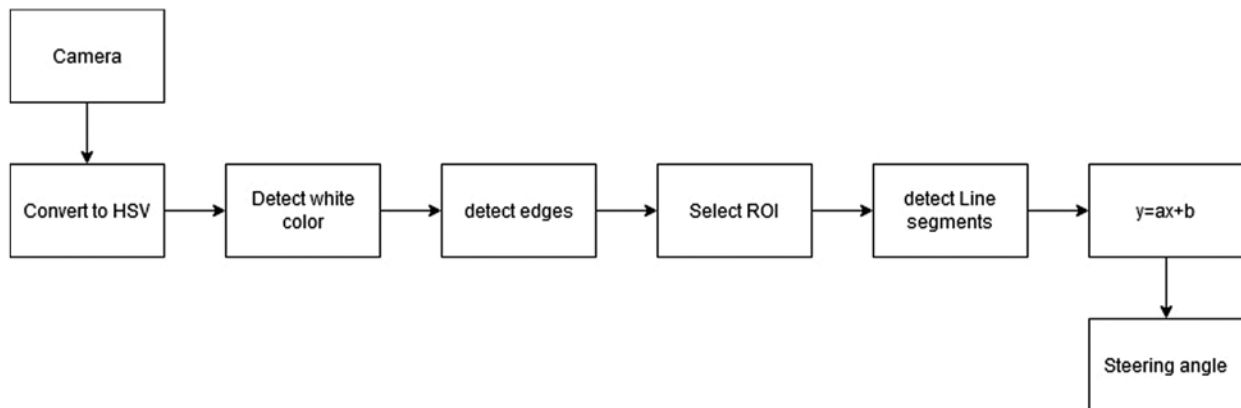 Camera
Convert to HSV
Detect white
color
detect edges
Select ROI
detect Line
segments
y=ax+b
Steering angle